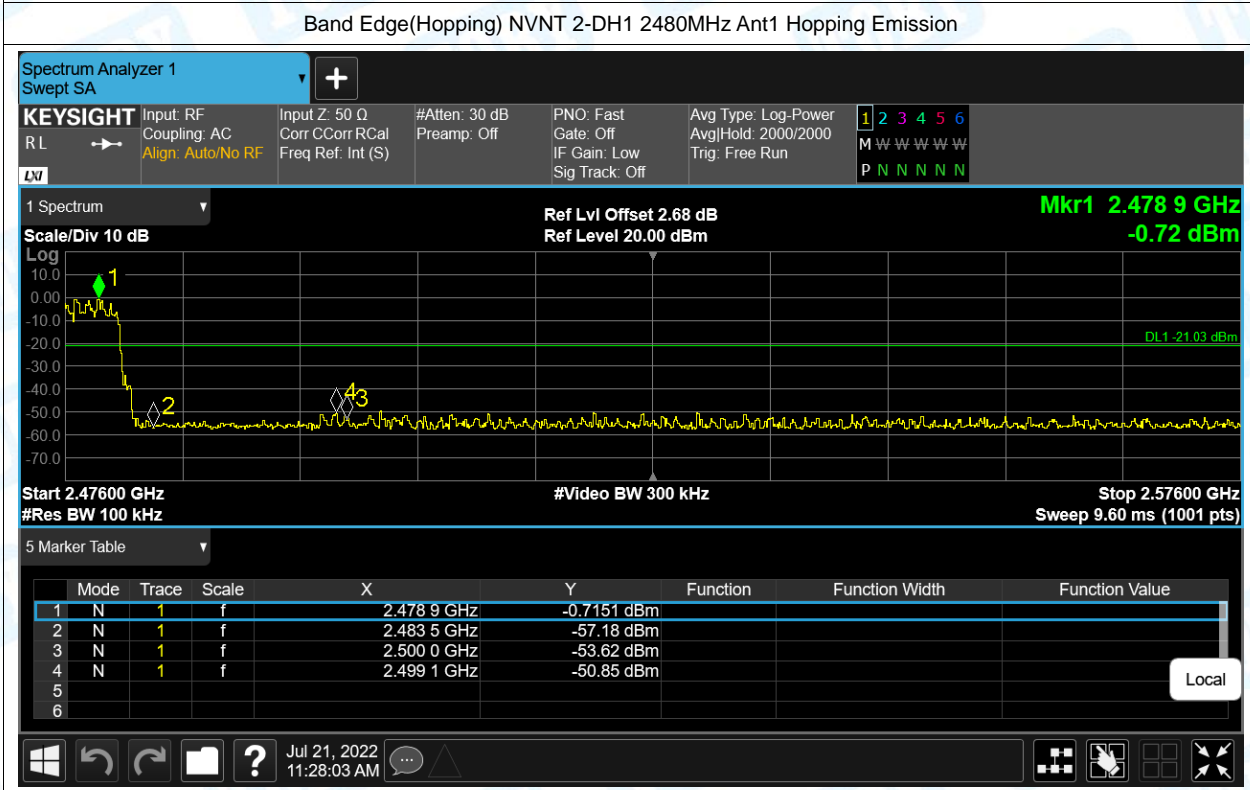 Band Edge(Hopping) NVNT 2-DH1 2480MHz Ant1 Hopping Emission
Spectrum Analyzer 1
Swept SA
+
KEYSIGHT Input: RF Input Z: 50 Ω #Atten: 30 dB PNO: Fast Avg Type: Log-Power 1 2 3 4 5 6
RL Coupling: AC Corr CCorr RCal Preamp: Off Gate: Off Avg|Hold: 2000/2000 M W W W W W
Align: Auto/No RF Freq Ref: Int (S) IF Gain: Low Trig: Free Run
LXI Sig Track: Off P N N N N N
1 Spectrum Ref Lvl Offset 2.68 dB Mkr1 2.478 9 GHz
Scale/Div 10 dB Ref Level 20.00 dBm -0.72 dBm
Log
10.0 1
0.00
-10.0
-20.0 DL1 -21.03 dBm
-30.0
-40.0 4 3
-50.0 2
-60.0
-70.0
Start 2.47600 GHz #Video BW 300 kHz Stop 2.57600 GHz
#Res BW 100 kHz Sweep 9.60 ms (1001 pts)
5 Marker Table
Mode Trace Scale X Y Function Function Width Function Value
1 N 1 f 2.478 9 GHz -0.7151 dBm
2 N 1 f 2.483 5 GHz -57.18 dBm
3 N 1 f 2.500 0 GHz -53.62 dBm
4 N 1 f 2.499 1 GHz -50.85 dBm
5
6
Local
? Jul 21, 2022
11:28:03 AM